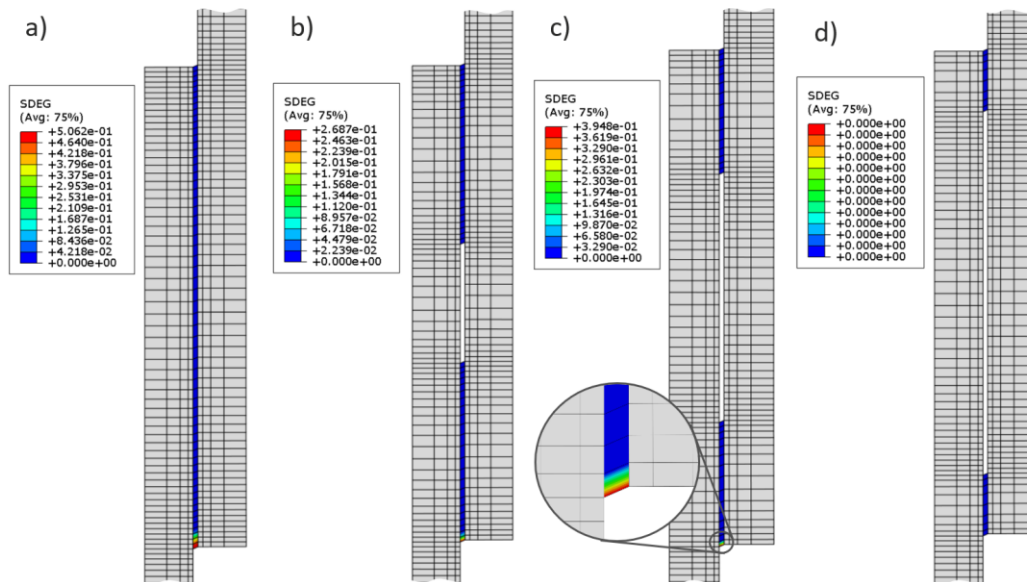 a)
SDEG
(Avg: 75%)
+5.062e-01
+4.640e-01
+4.218e-01
+3.796e-01
+3.375e-01
+2.953e-01
+2.531e-01
+2.109e-01
+1.687e-01
+1.265e-01
+8.436e-02
+4.218e-02
+0.000e+00
b)
SDEG
(Avg: 75%)
+2.687e-01
+2.463e-01
+2.239e-01
+2.015e-01
+1.791e-01
+1.568e-01
+1.344e-01
+1.120e-01
+8.957e-02
+6.718e-02
+4.479e-02
+2.239e-02
+0.000e+00
c)
SDEG
(Avg: 75%)
+3.948e-01
+3.619e-01
+3.290e-01
+2.961e-01
+2.632e-01
+2.303e-01
+1.974e-01
+1.645e-01
+1.316e-01
+9.870e-02
+6.580e-02
+3.290e-02
+0.000e+00
d)
SDEG
(Avg: 75%)
+0.000e+00
+0.000e+00
+0.000e+00
+0.000e+00
+0.000e+00
+0.000e+00
+0.000e+00
+0.000e+00
+0.000e+00
+0.000e+00
+0.000e+00
+0.000e+00
+0.000e+00